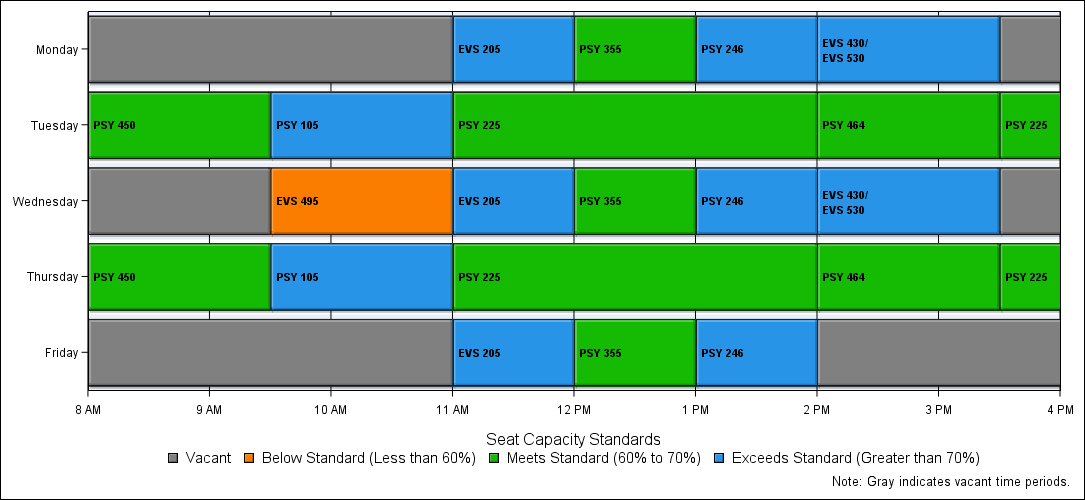 Monday
EVS 205
PSY 355
PSY 246
EVS 430/
EVS 530
Tuesday
PSY 450
PSY 105
PSY 225
PSY 464
PSY 225
Wednesday
EVS 495
EVS 205
PSY 355
PSY 246
EVS 430/
EVS 530
Thursday
PSY 450
PSY 105
PSY 225
PSY 464
PSY 225
Friday
EVS 205
PSY 355
PSY 246
8 AM 9 AM 10 AM 11 AM 12 PM 1 PM 2 PM 3 PM 4 PM
Seat Capacity Standards
Vacant Below Standard (Less than 60%) Meets Standard (60% to 70%) Exceeds Standard (Greater than 70%)
Note: Gray indicates vacant time periods.